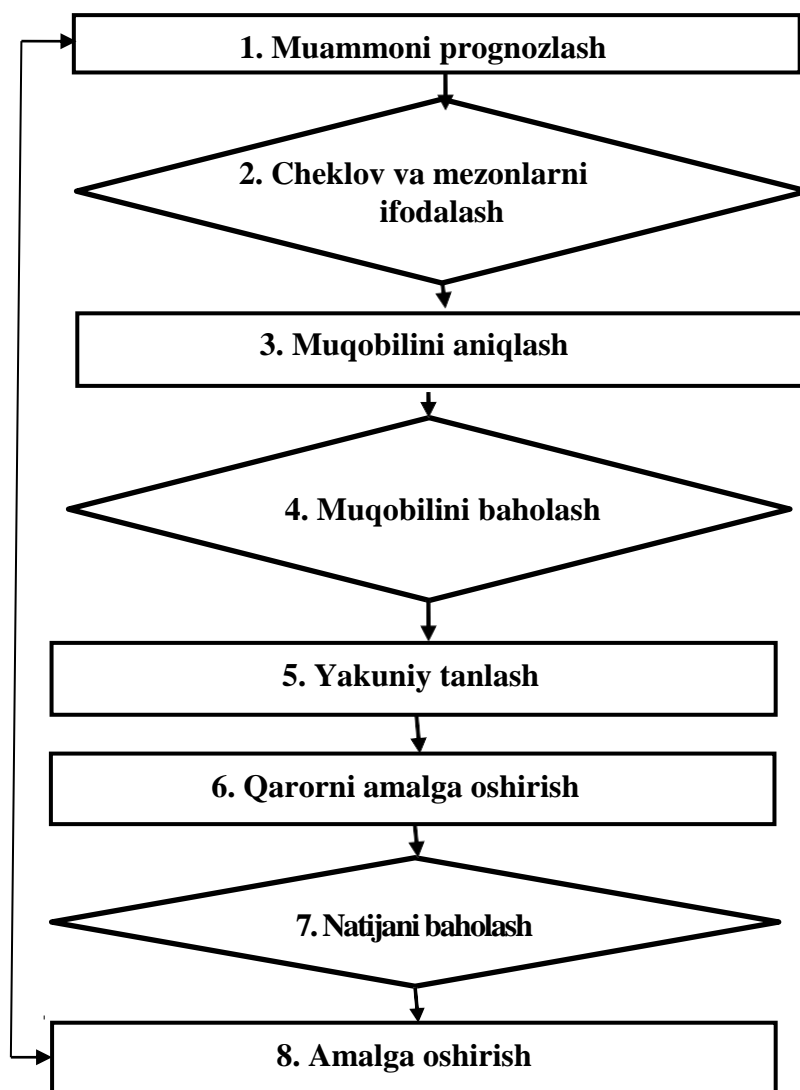 1. Muammoni prognozlash
2. Cheklov va mezonlarni
ifodalash
3. Muqobilini aniqlash
4. Muqobilini baholash
5. Yakuniy tanlash
6. Qarorni amalga oshirish
7. Natijani baholash
8. Amalga oshirish